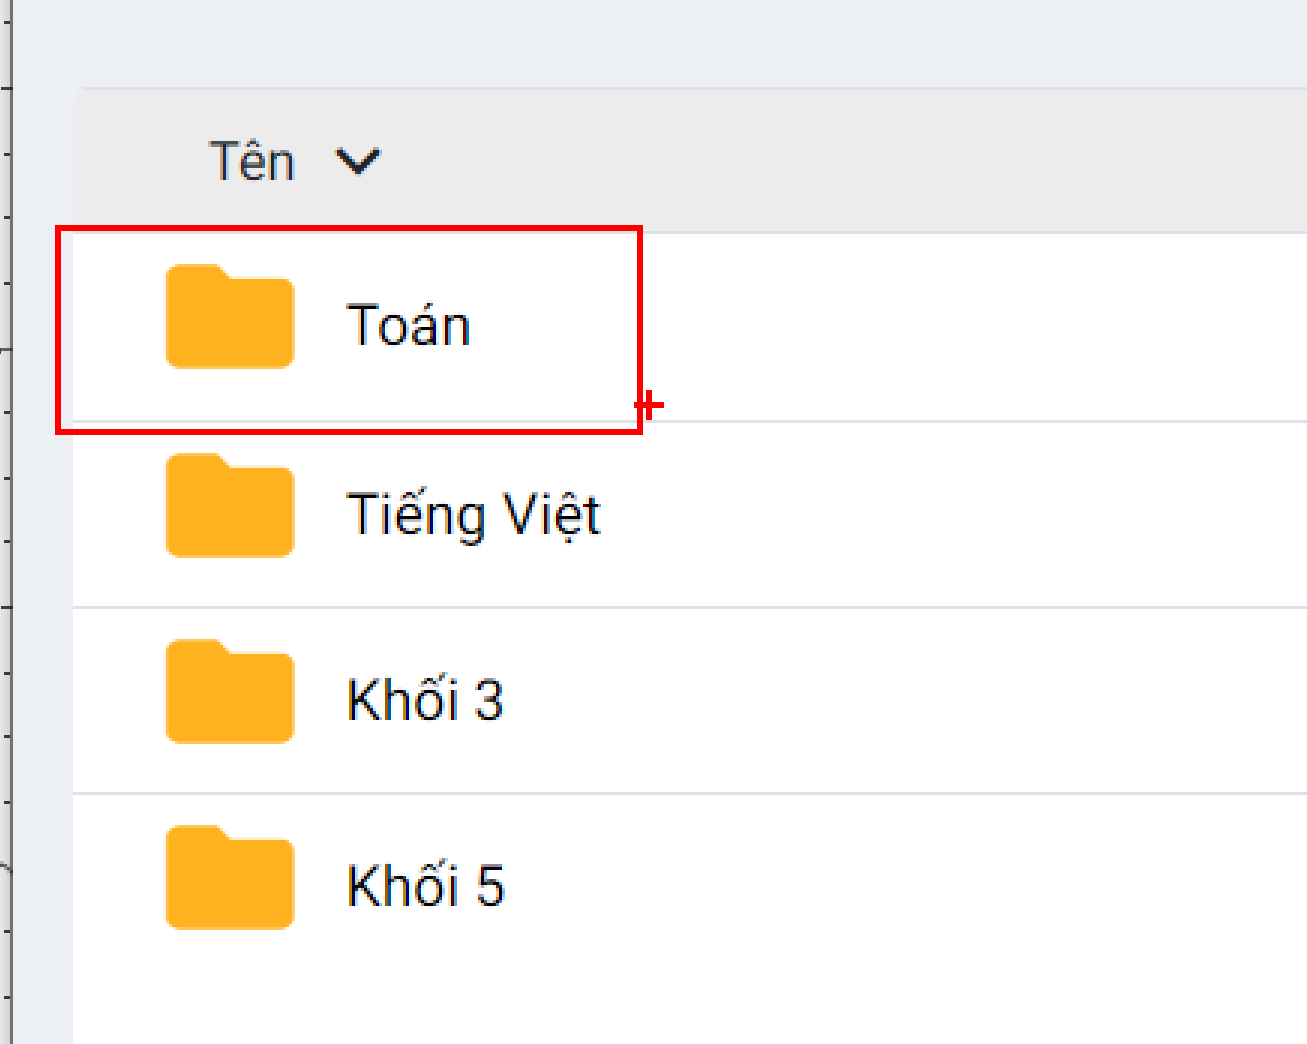 Tên
Toán
Tiếng Việt
Khối 3
Khối 5